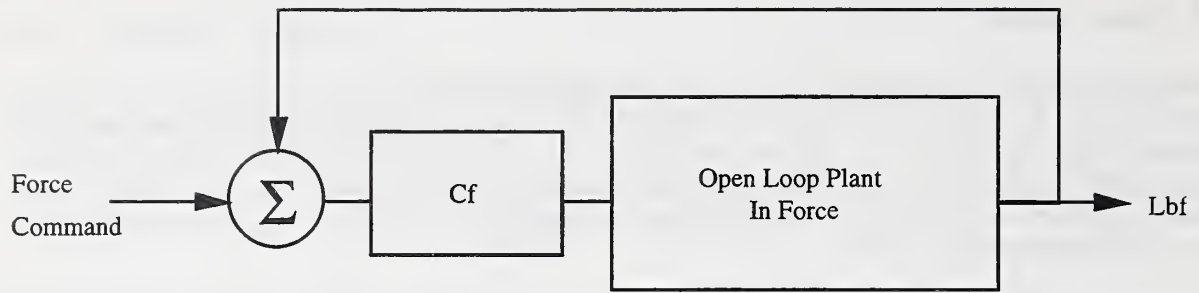 Force
Command
Σ
Cf
Open Loop Plant
In Force
Lbf